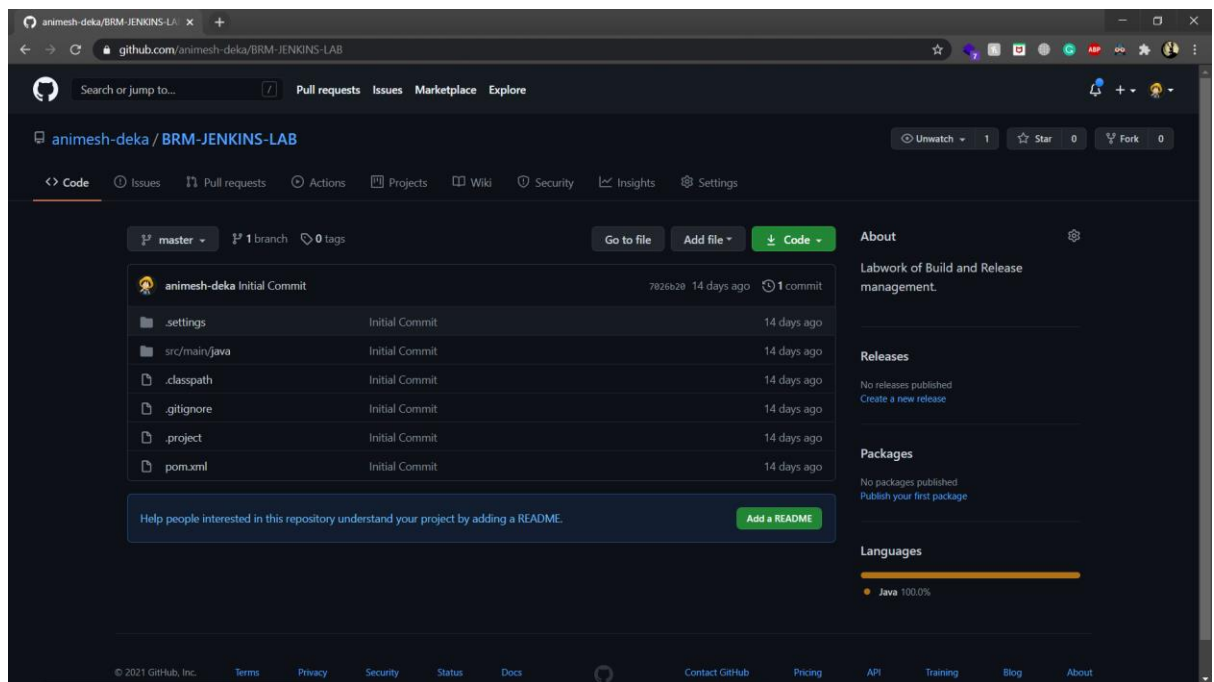 animesh-deka/BRM-JENKINS-LA
github.com/animesh-deka/BRM-JENKINS-LAB
ABP
7
Search or jump to...
/
Pull requests Issues Marketplace Explore
animesh-deka / BRM-JENKINS-LAB
Unwatch 1 Star 0 Fork 0
<> Code Issues Pull requests Actions Projects Wiki Security Insights Settings
master 1 branch 0 tags Go to file Add file Code
animesh-deka Initial Commit 7026b20 14 days ago 1 commit
.settings Initial Commit 14 days ago
src/main/java Initial Commit 14 days ago
.classpath Initial Commit 14 days ago
.gitignore Initial Commit 14 days ago
.project Initial Commit 14 days ago
pom.xml Initial Commit 14 days ago
Help people interested in this repository understand your project by adding a README. Add a README
About
Labwork of Build and Release
management.
Releases
No releases published
Create a new release
Packages
No packages published
Publish your first package
Languages
Java 100.0%
© 2021 GitHub, Inc. Terms Privacy Security Status Docs Contact GitHub Pricing API Training Blog About